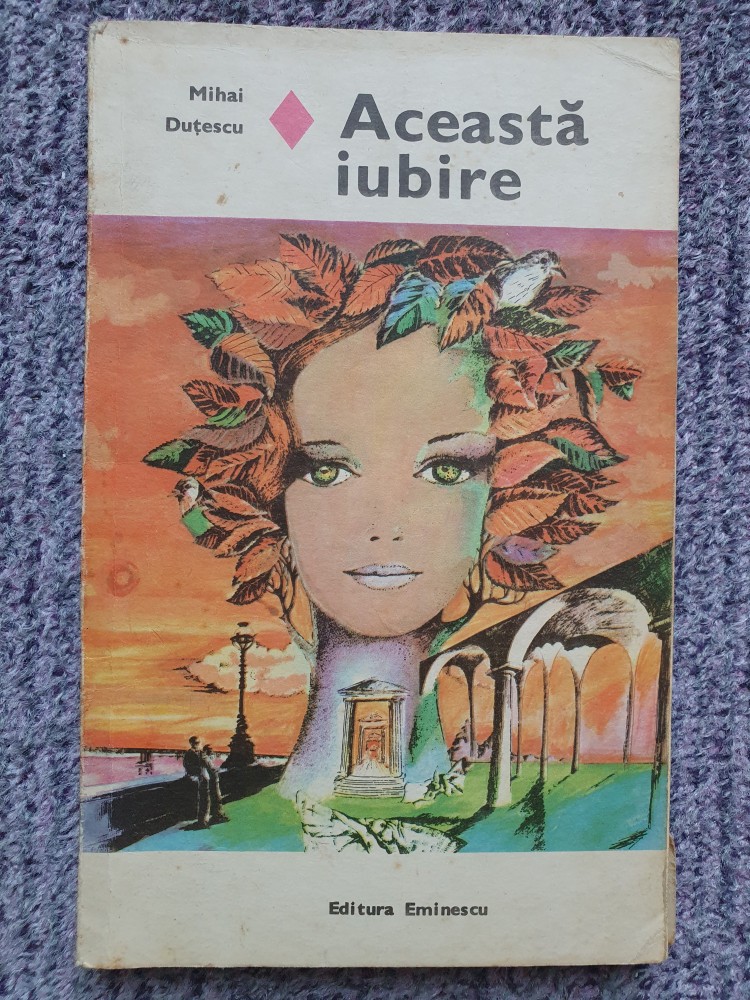 Mihai
Duțescu
Această
iubire
Editura Eminescu